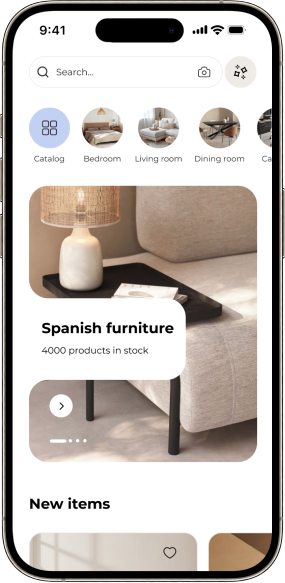 9:41
Search...
Catalog
Bedroom
Living room
Dining room
Ca
Spanish furniture
4000 products in stock
New items